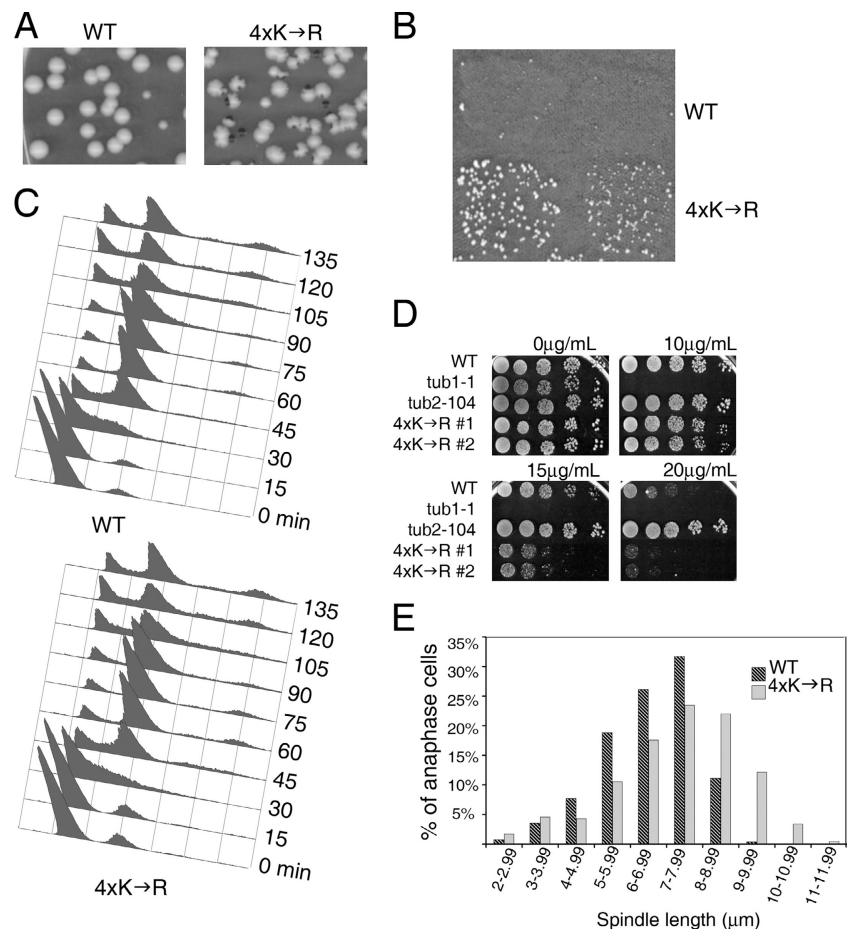 A
WT
4xK→R
B
WT
4xK→R
C
135
120
105
90
75
60
45
30
15
0 min
WT
135
120
105
90
75
60
45
30
15
0 min
4xK→R
D
0µg/mL
10µg/mL
WT
tub1-1
tub2-104
4xK→R #1
4xK→R #2
15µg/mL
20µg/mL
WT
tub1-1
tub2-104
4xK→R #1
4xK→R #2
E
% of anaphase cells
35%
30%
25%
20%
15%
10%
5%
WT
4xK→R
2-2.99
3-3.99
4-4.99
5-5.99
6-6.99
7-7.99
8-8.99
9-9.99
10-10.99
11-11.99
Spindle length (µm)